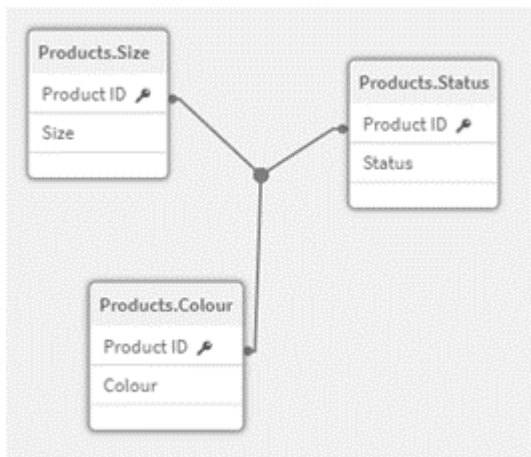 Products.Size
Product ID
Size
Products.Status
Product ID
Status
Products.Colour
Product ID
Colour